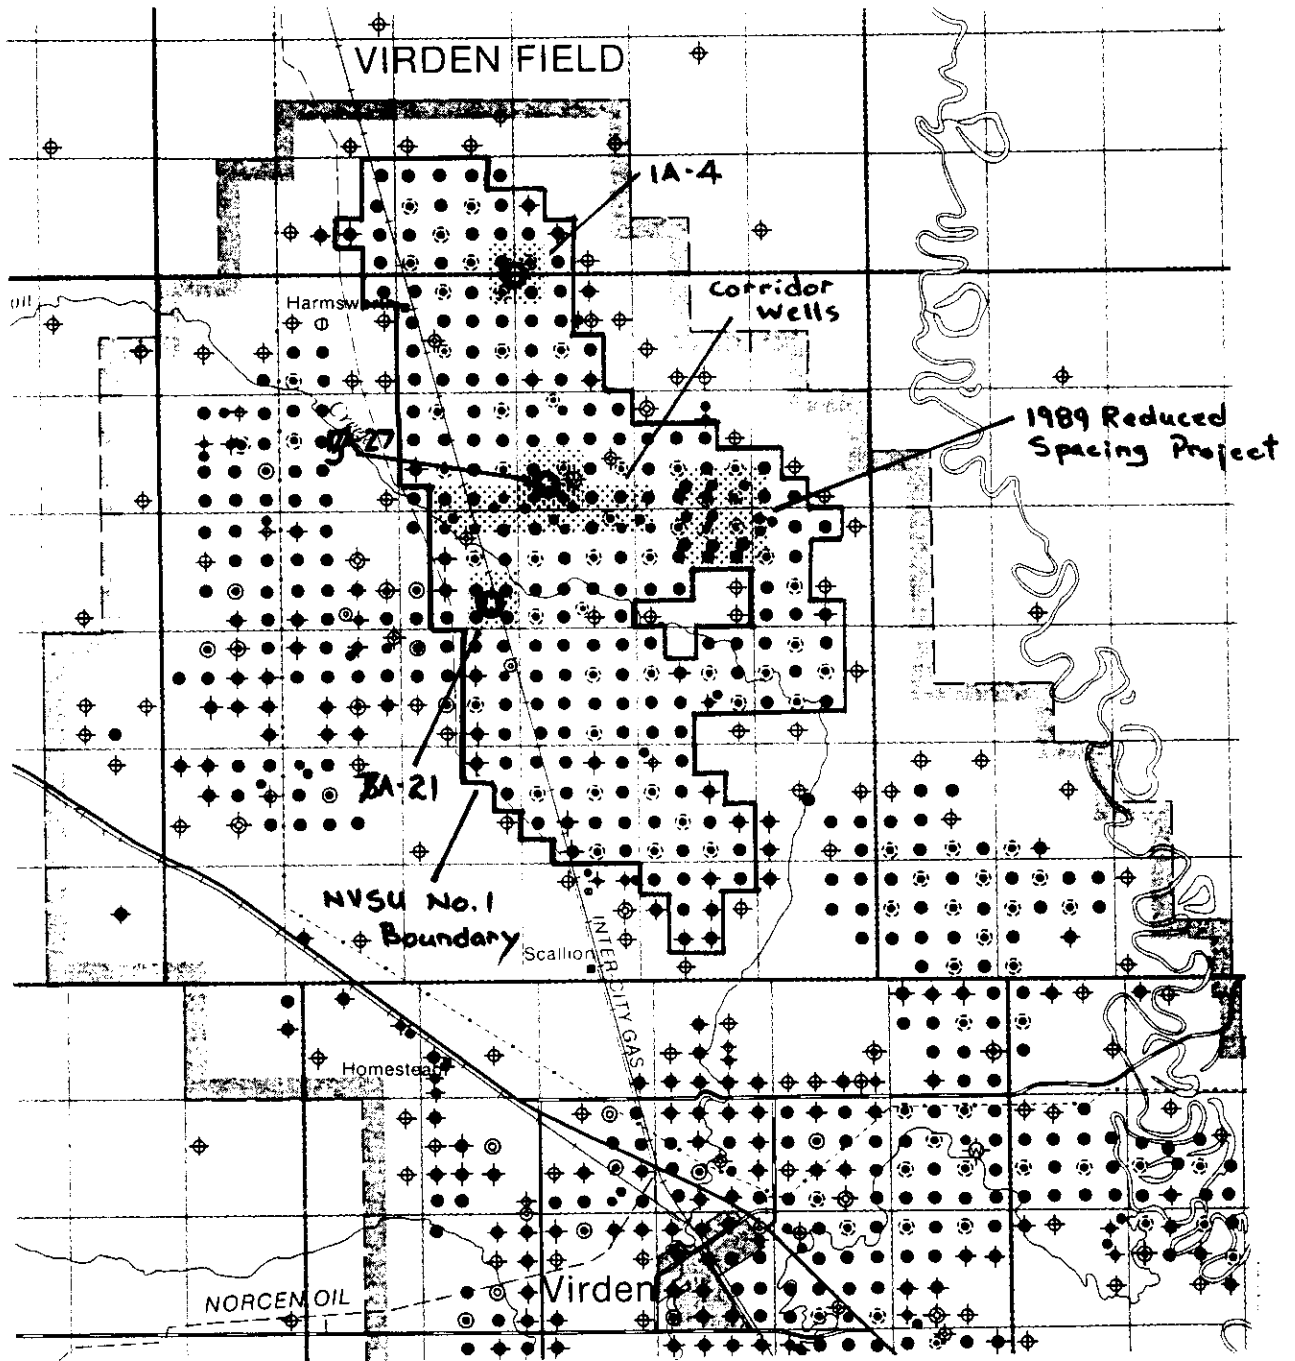 VIRDEN FIELD
1A-4
Corridor
Wells
Harmsworth
1989 Reduced
Spacing Project
A-27
A-21
NVSU No.1
Boundary
Scallion
INTER-CITY GAS
Homestead
NORCEN OIL
Virden